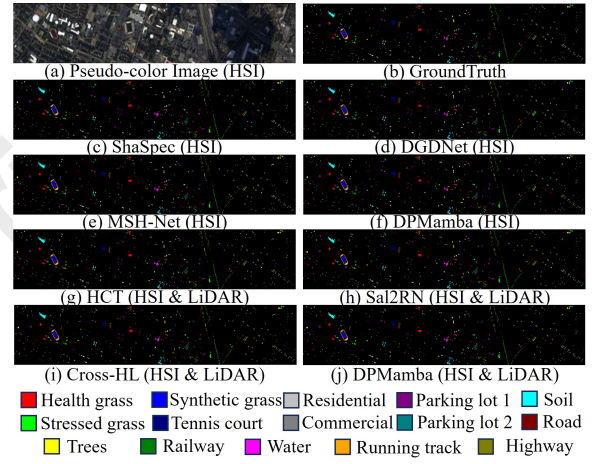 (a) Pseudo-color Image (HSI) (b) GroundTruth
(c) ShaSpec (HSI) (d) DGDNet (HSI)
(e) MSH-Net (HSI) (f) DPMamba (HSI)
(g) HCT (HSI & LiDAR) (h) Sal2RN (HSI & LiDAR)
(i) Cross-HL (HSI & LiDAR) (j) DPMamba (HSI & LiDAR)
Health grass Synthetic grass Residential Parking lot 1 Soil
Stressed grass Tennis court Commercial Parking lot 2 Road
Trees Railway Water Running track Highway